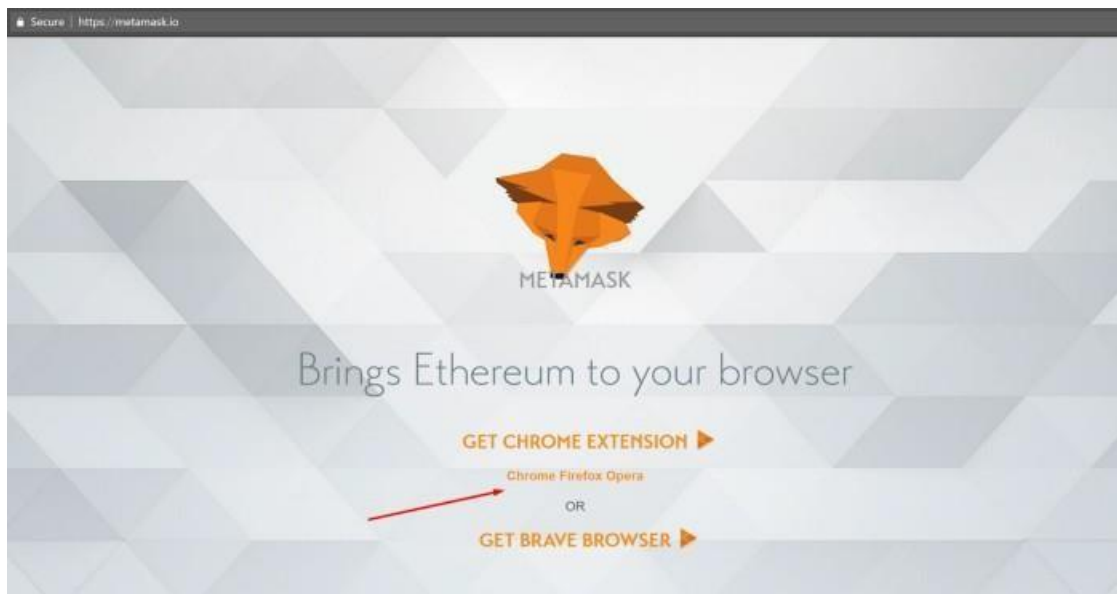 Secure | https://metamask.io
METAMASK
Brings Ethereum to your browser
GET CHROME EXTENSION
Chrome Firefox Opera
OR
GET BRAVE BROWSER